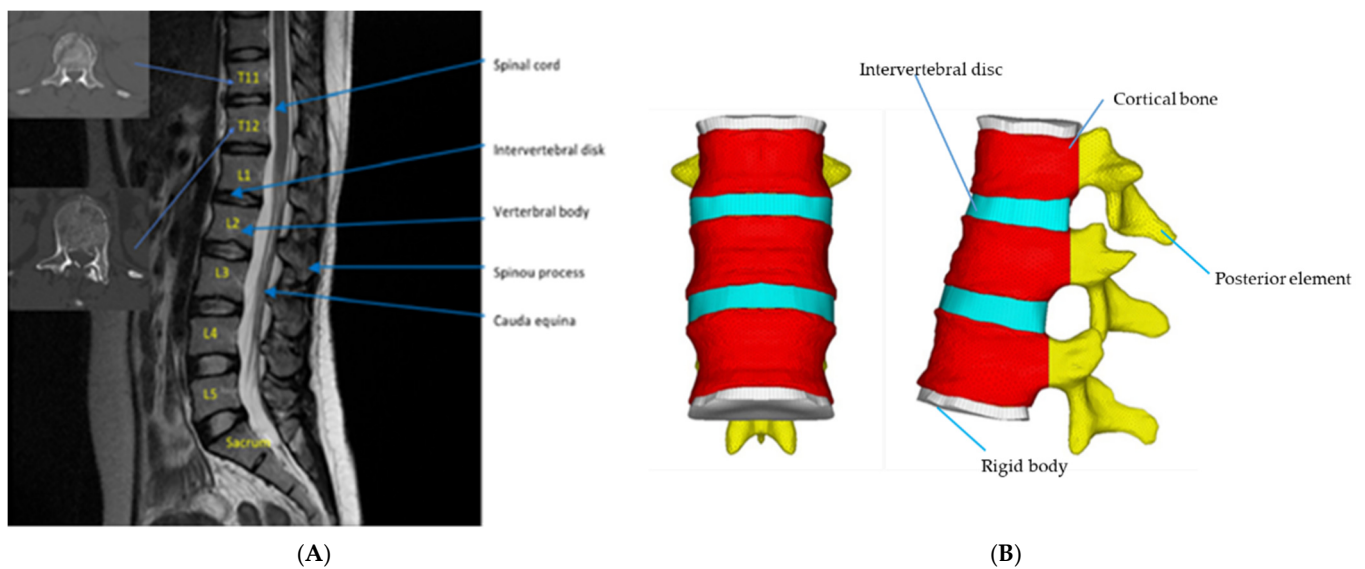 T11
T12
L1
L2
L3
L4
L5
Sacrum
Spinal cord
Intervertebral disk
Verterbral body
Spinou process
Cauda equina
(A)
Intervertebral disc
Cortical bone
Posterior element
Rigid body
(B)